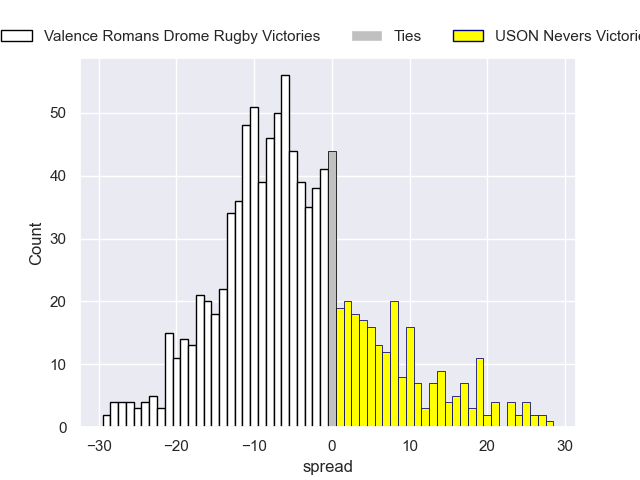 Valence Romans Drome Rugby Victories Ties USON Nevers Victori
50
40
30
20
10
0
Count
−30 −20 −10 0 10 20 30
spread